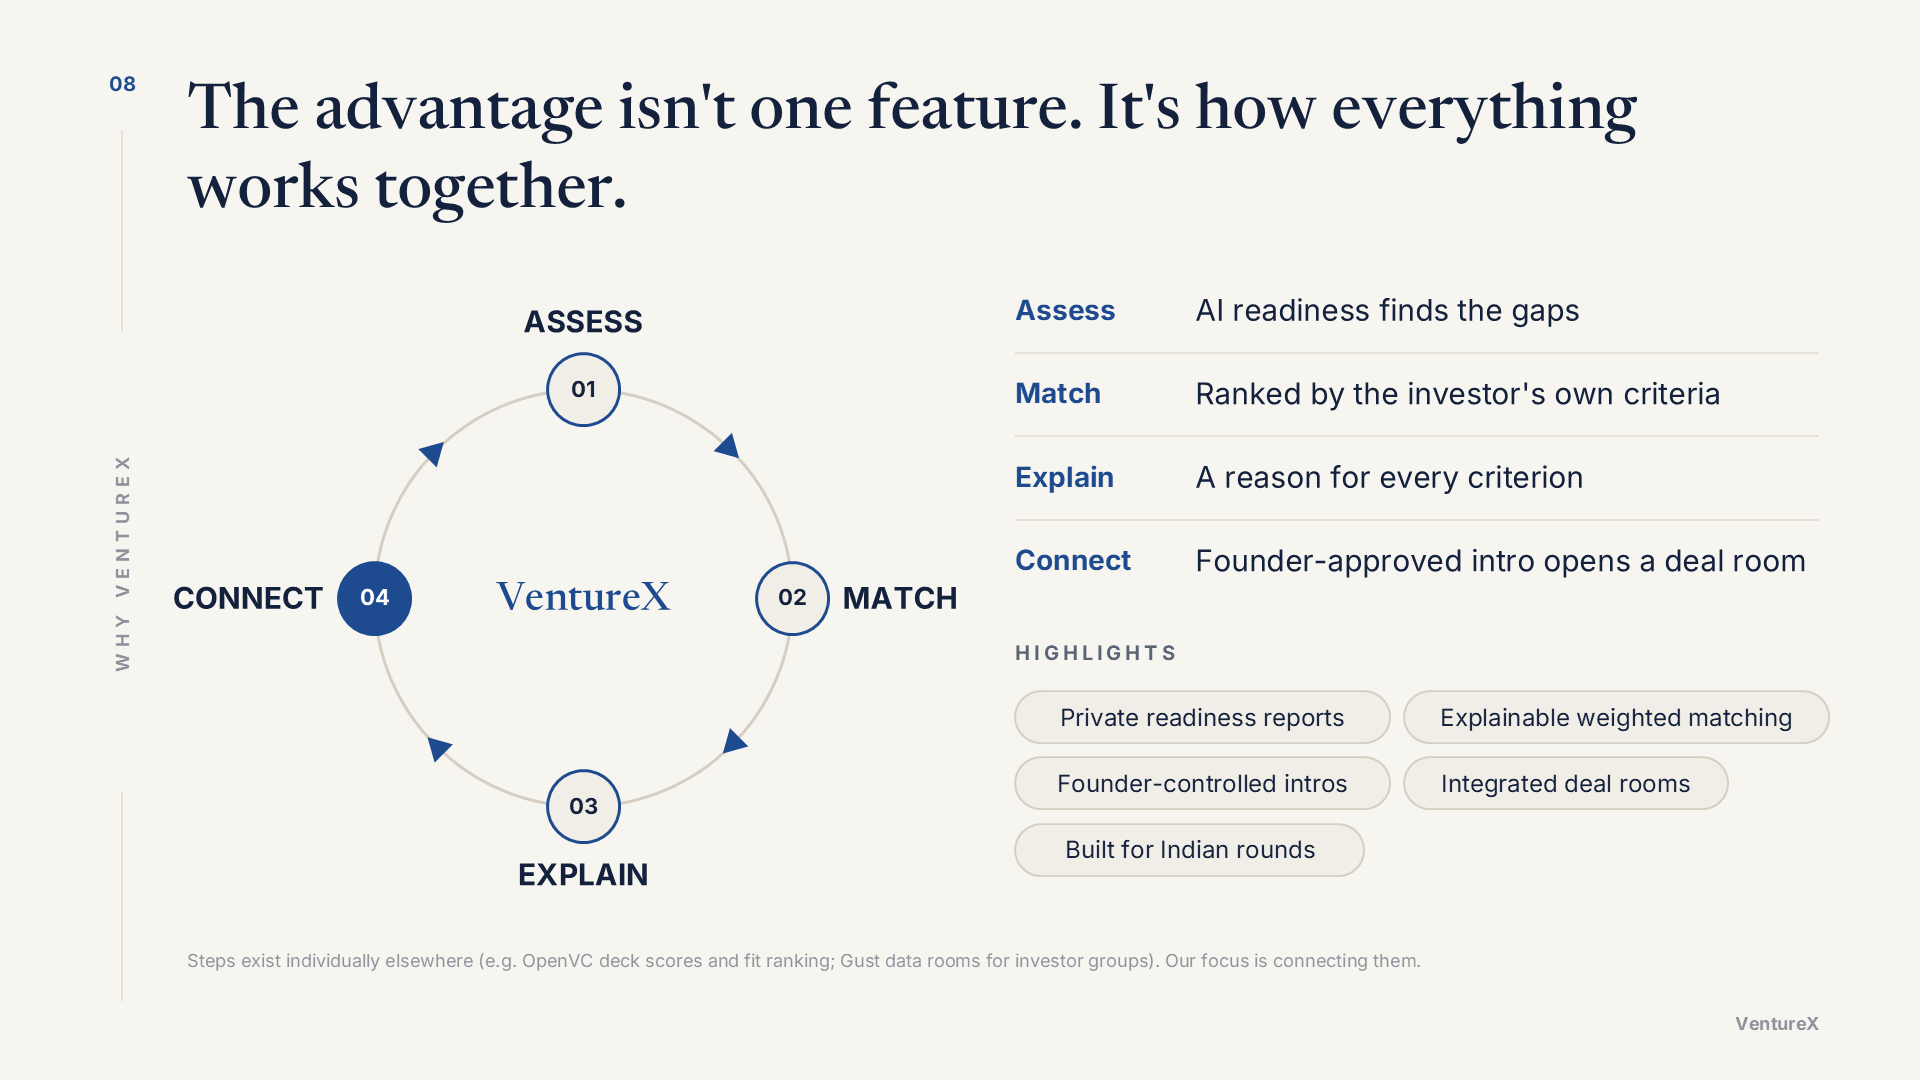 08
The advantage isn't one feature. It's how everything
works together.
WHY VENTUREX
ASSESS
01
CONNECT
04
VentureX
02
MATCH
03
EXPLAIN
Assess
AI readiness finds the gaps
Match
Ranked by the investor's own criteria
Explain
A reason for every criterion
Connect
Founder-approved intro opens a deal room
HIGHLIGHTS
Private readiness reports
Explainable weighted matching
Founder-controlled intros
Integrated deal rooms
Built for Indian rounds
Steps exist individually elsewhere (e.g. OpenVC deck scores and fit ranking; Gust data rooms for investor groups). Our focus is connecting them.
VentureX